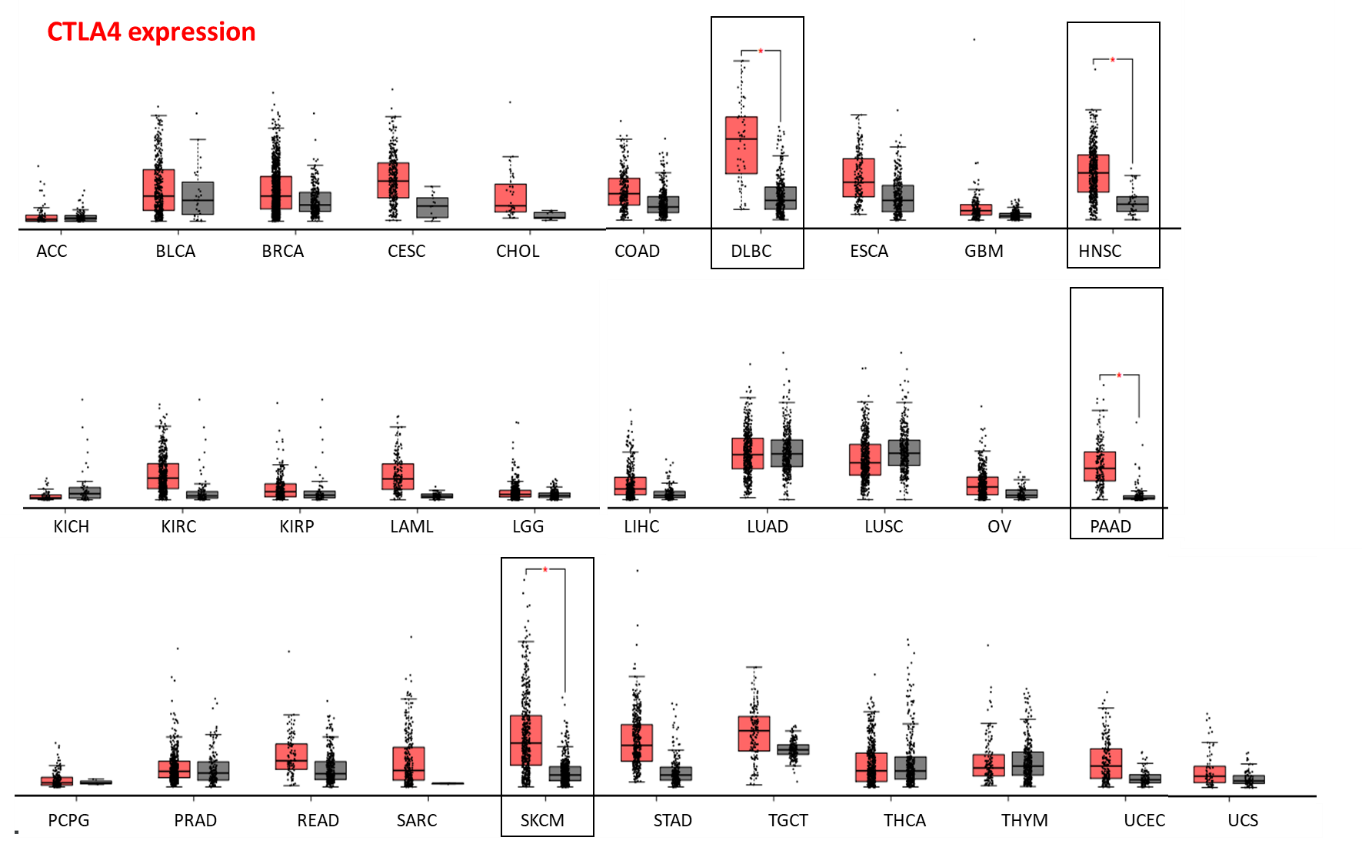 CTLA4 expression
* *
ACC BLCA BRCA CESC CHOL COAD DLBC ESCA GBM HNSC
*
KICH KIRC KIRP LAML LGG LIHC LUAD LUSC OV PAAD
*
PCPG PRAD READ SARC SKCM STAD TGCT THCA THYM UCEC UCS